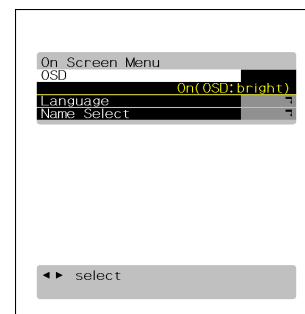 On Screen Menu
OSD
On(OSD:bright)
Language
Name Select
◄ ► select